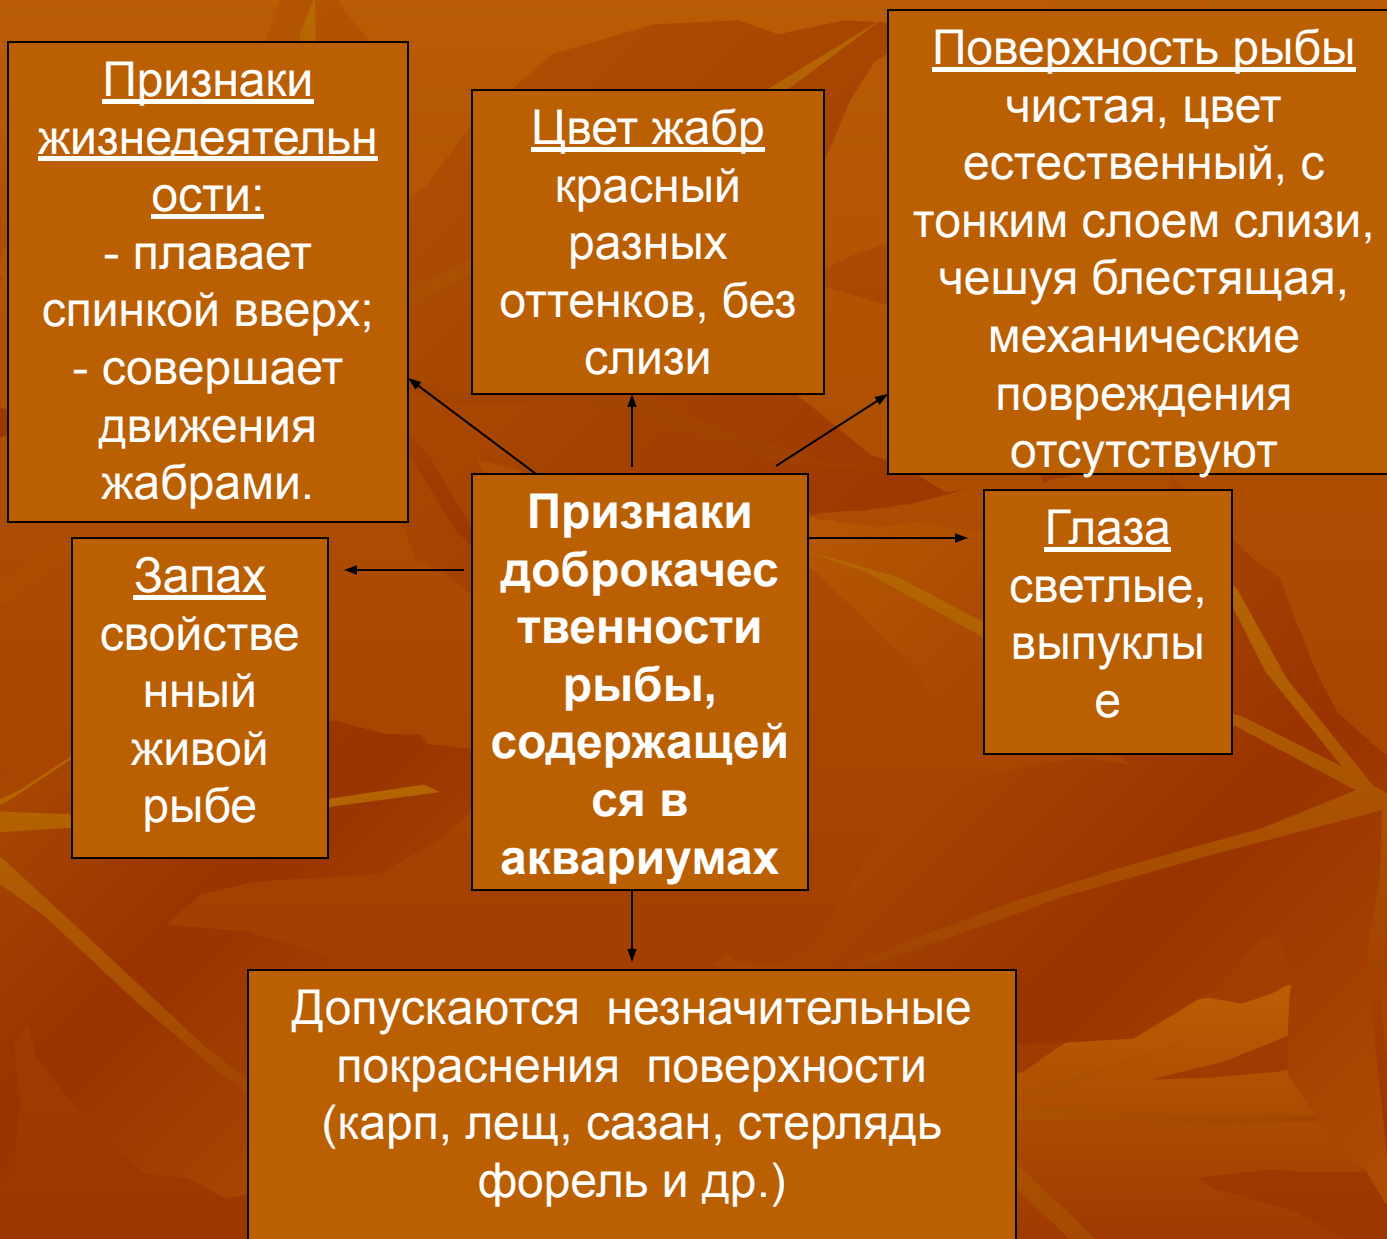 Признаки
жизнедеятельн
ости:
- плавает
спинкой вверх;
- совершает
движения
жабрами.
Цвет жабр
красный
разных
оттенков, без
слизи
Поверхность рыбы
чистая, цвет
естественный, с
тонким слоем слизи,
чешуя блестящая,
механические
повреждения
отсутствуют
Запах
свойстве
нный
живой
рыбе
Признаки
доброкачес
твенности
рыбы,
содержащей
ся в
аквариумах
Глаза
светлые,
выпуклы
е
Допускаются незначительные
покраснения поверхности
(карп, лещ, сазан, стерлядь
форель и др.)